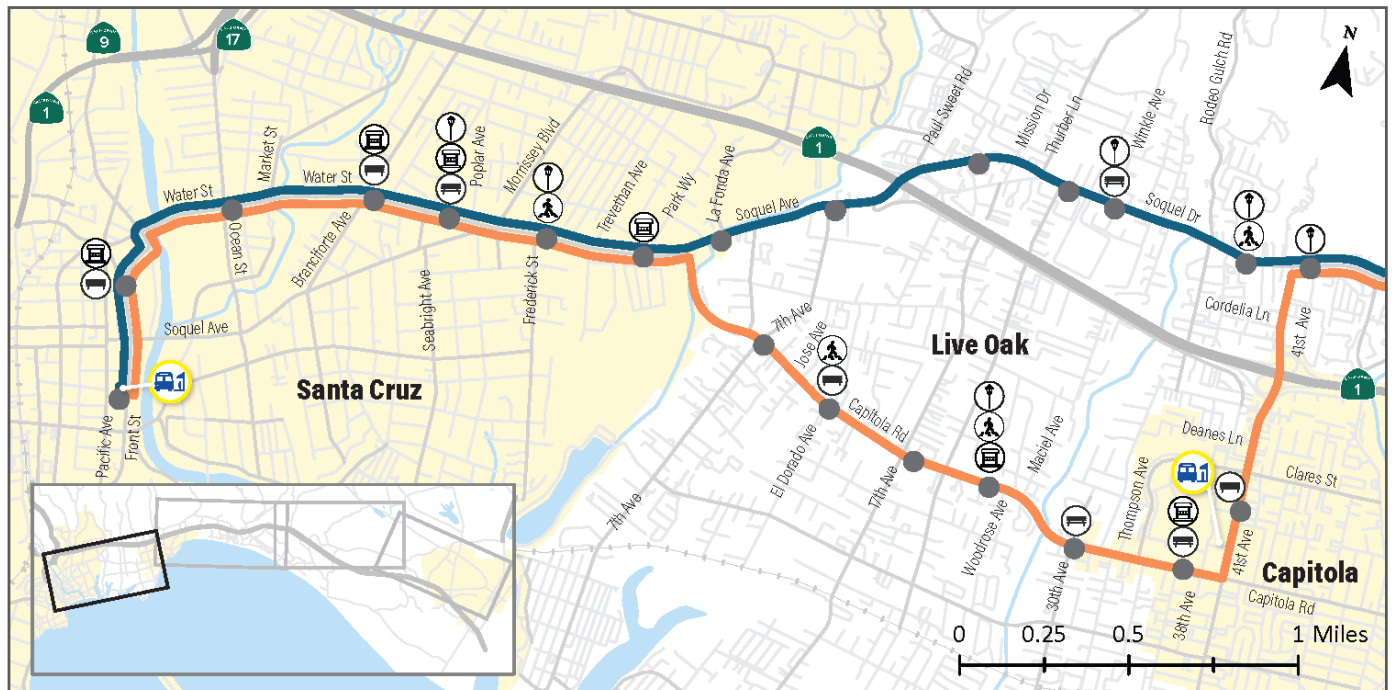 9
17
1
N
Water St
Market St
Water St
Ocean St
Branciforte Ave
Soquel Ave
Seabright Ave
Poplar Ave
Morrissey Blvd
Frederick St
Trevethan Ave
Park Wy
La Fonda Ave
Soquel Ave
1
Paul Sweet Rd
Mission Dr
Thurber Ln
Winkle Ave
Rodeo Gulch Rd
Soquel Dr
Cordelia Ln
41st. Ave
1
Santa Cruz
Pacific Ave
Front St
7th Ave
7th Ave
Jose Ave
El Dorado Ave
Capitola Rd
17th Ave
Live Oak
Woodrose Ave
Maciel Ave
30th Ave
Thompson Ave
Deanes Ln
Clares St
38th Ave
41st Ave
Capitola
Capitola Rd
0 0.25 0.5 1 Miles